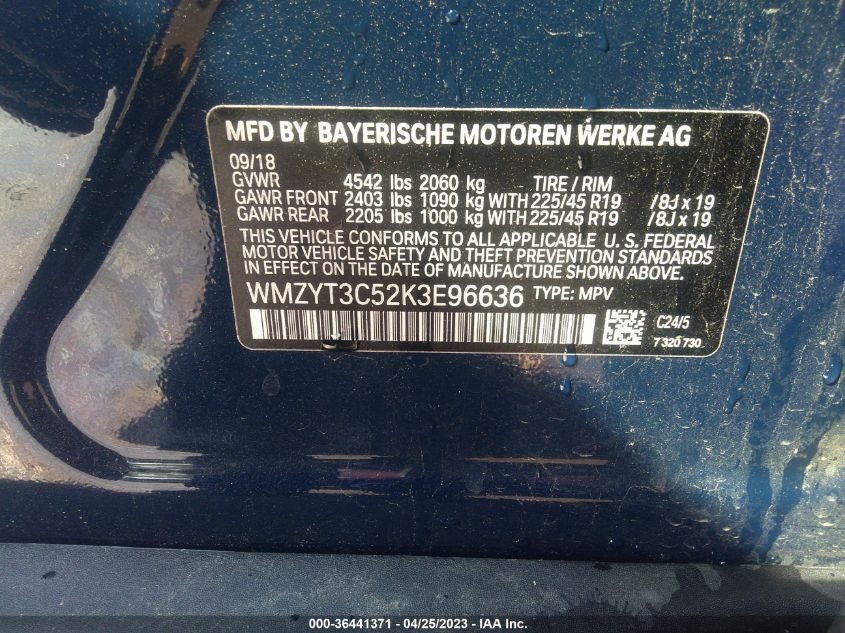 MFD BY BAYERISCHE MOTOREN WERKE AG
09/18
GVWR 4542 lbs 2060 kg TIRE / RIM
GAWR FRONT 2403 lbs 1090 kg WITH 225/45 R19 /8J x 19
GAWR REAR 2205 lbs 1000 kg WITH 225/45 R19 /8J x 19
THIS VEHICLE CONFORMS TO ALL APPLICABLE U. S. FEDERAL
MOTOR VEHICLE SAFETY AND THEFT PREVENTION STANDARDS
IN EFFECT ON THE DATE OF MANUFACTURE SHOWN ABOVE.
WMZYT3C52K3E96636 TYPE: MPV
C24/5
7 320 730
000-36441371 - 04/25/2023 - IAA Inc.